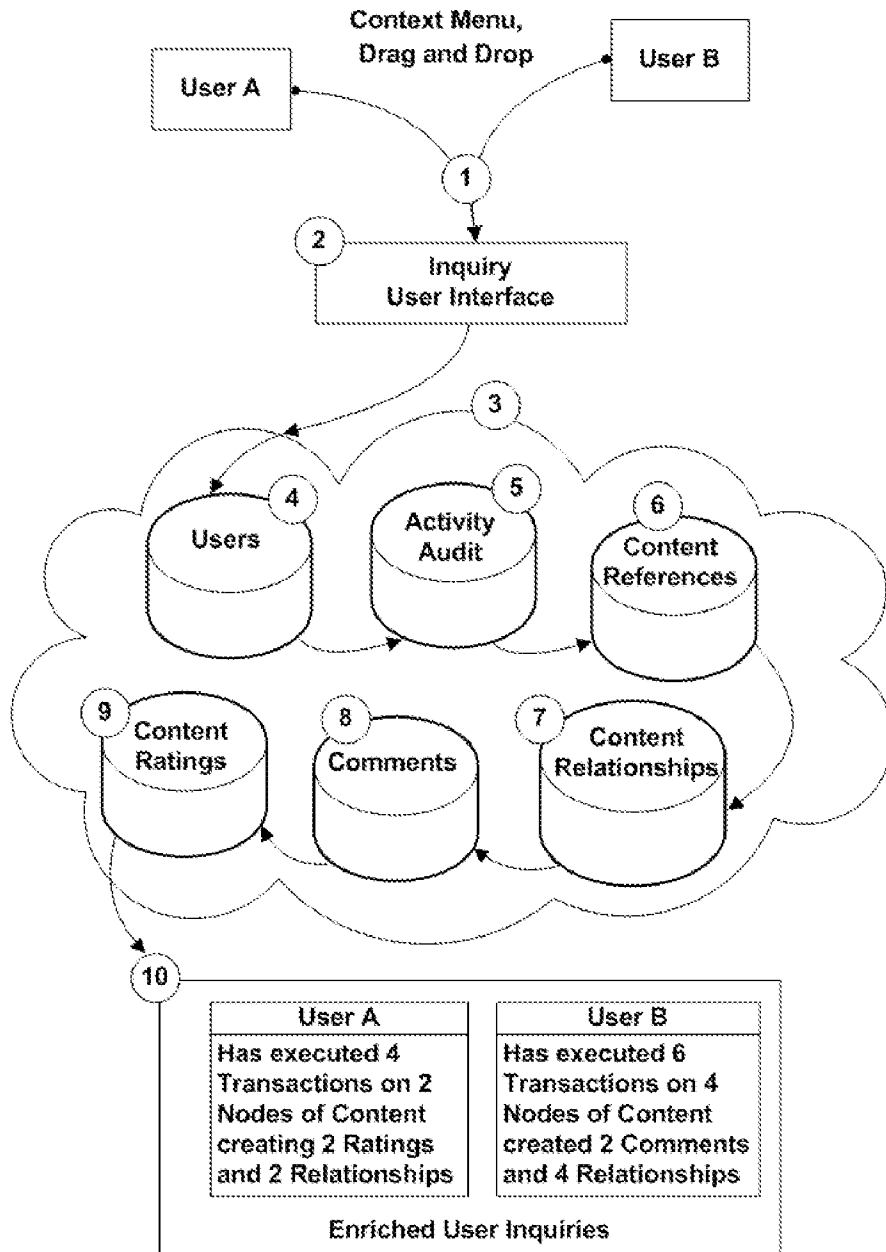 Context Menu,
Drag and Drop
User A
User B
1
2
Inquiry
User Interface
3
4
Users
5
Activity
Audit
6
Content
References
9
Content
Ratings
8
Comments
7
Content
Relationships
10
User A
Has executed 4
Transactions on 2
Nodes of Content
creating 2 Ratings
and 2 Relationships
User B
Has executed 6
Transactions on 4
Nodes of Content
created 2 Comments
and 4 Relationships
Enriched User Inquiries